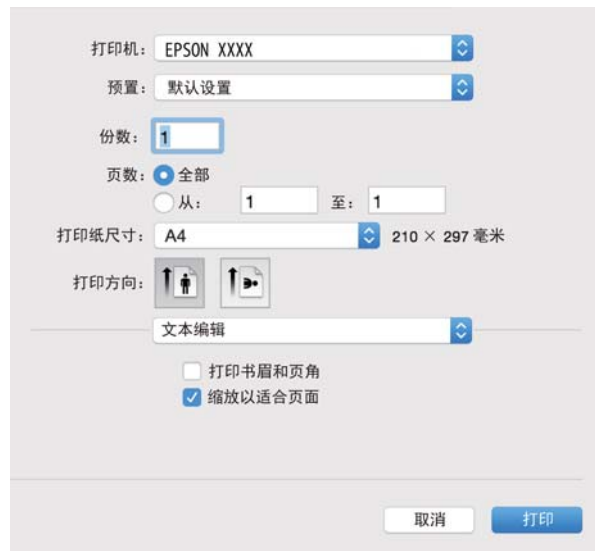 打印机： EPSON XXXX
预置： 默认设置
份数： 1
页数： 全部
从： 1 至： 1
打印纸尺寸： A4 210 × 297 毫米
打印方向：
文本编辑
打印书眉和页角
缩放以适合页面
取消 打印